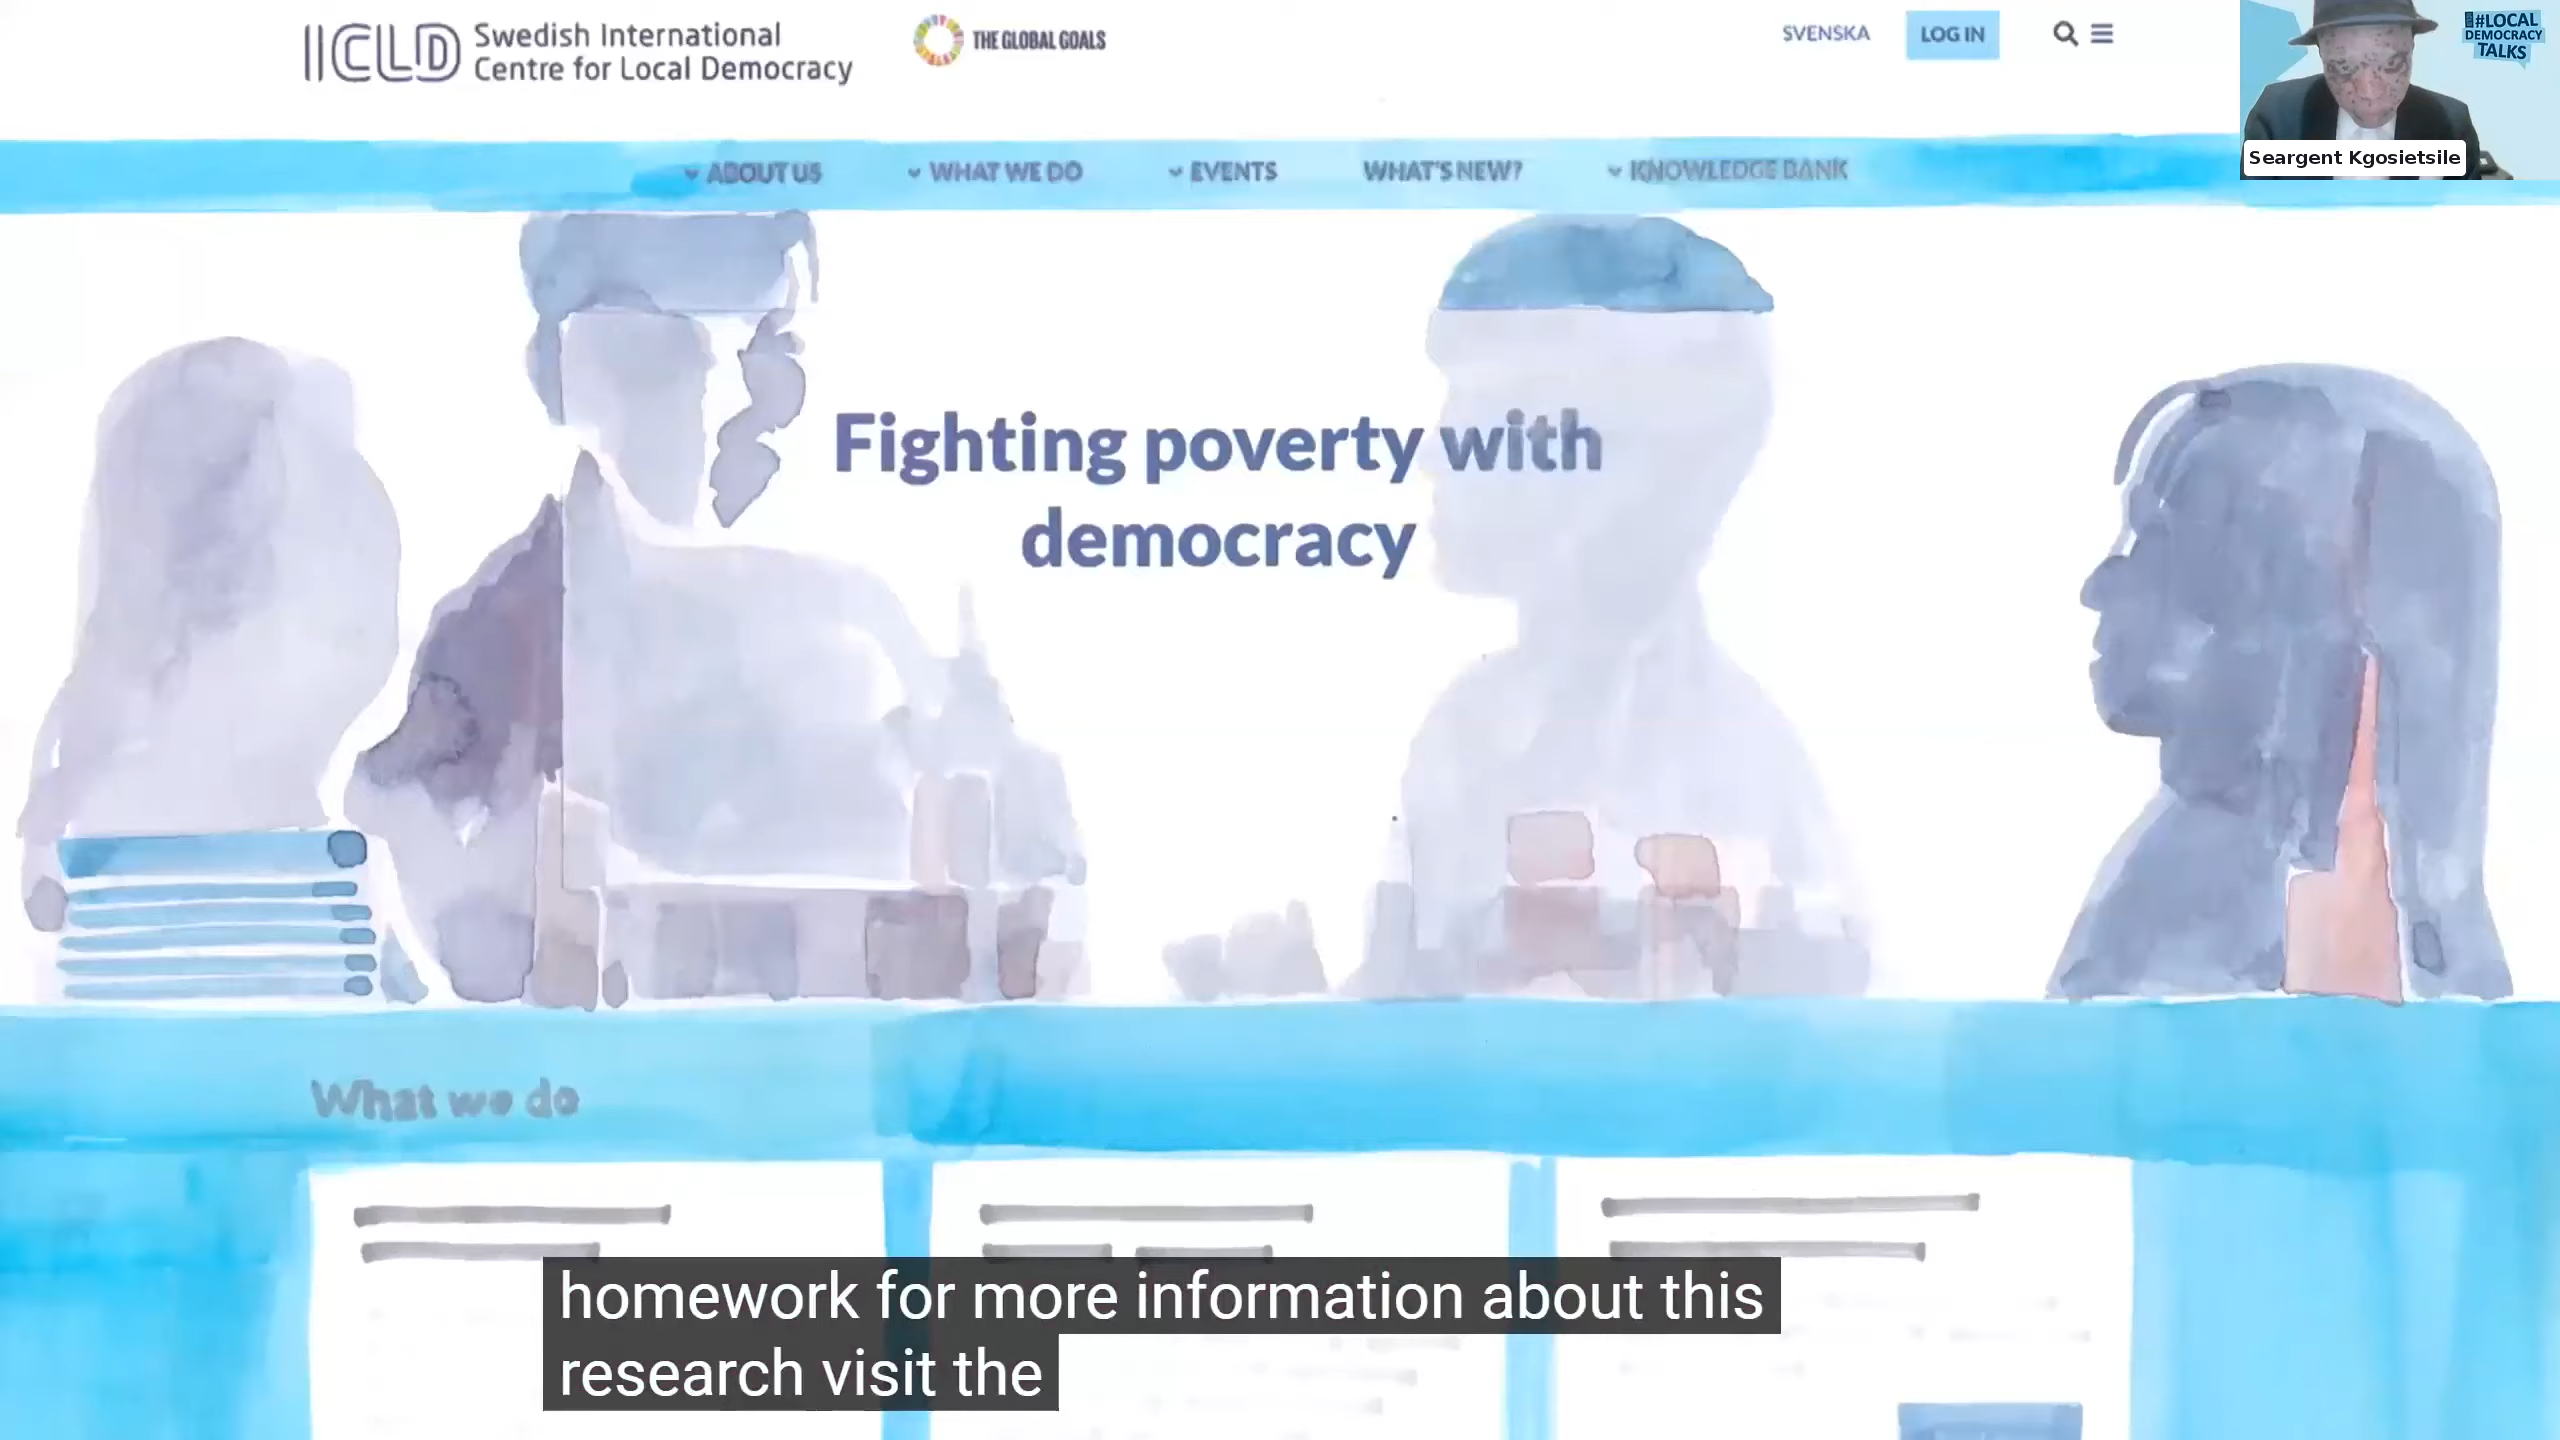 ICLD
Swedish International
Centre for Local Democracy
THE GLOBAL GOALS
SVENSKA
LOG IN
#LOCAL
DEMOCRACY
TALKS
Seargent Kgosietsile
ABOUT US
WHAT WE DO
EVENTS
WHAT'S NEW?
KNOWLEDGE BANK
Fighting poverty with
democracy
What we do
homework for more information about this
research visit the